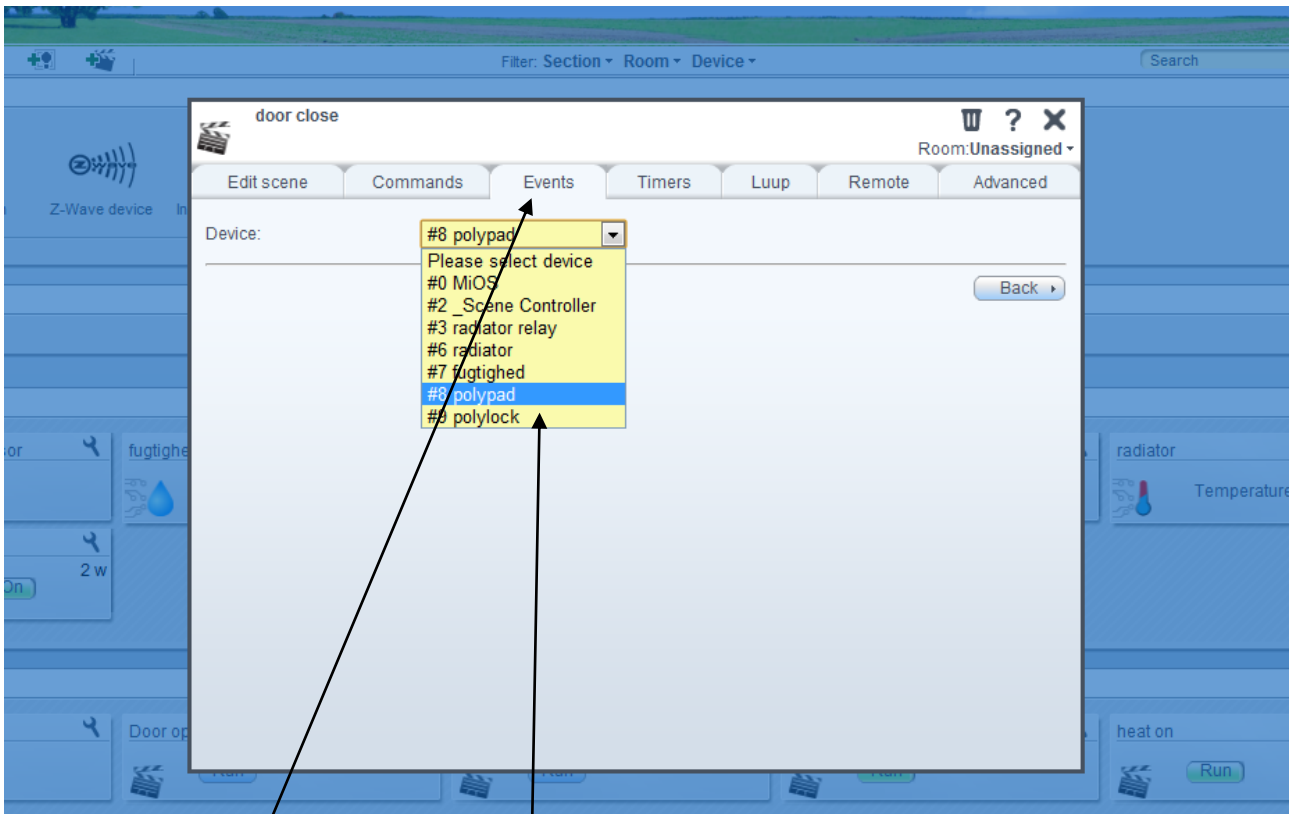 Filter: Section Room Device
Search
door close
Room:Unassigned
Edit scene Commands Events Timers Luup Remote Advanced
Z-Wave device In
Device: #8 polypad
Please select device
#0 MiOS
Back
#2 _Scene Controller
#3 radiator relay
#6 radiator
#7 fugtighed
#8 polypad
#9 polylock
sor
fugtighe
radiator
Temperature
2 w
On
Door op
heat on
Run Run Run Run